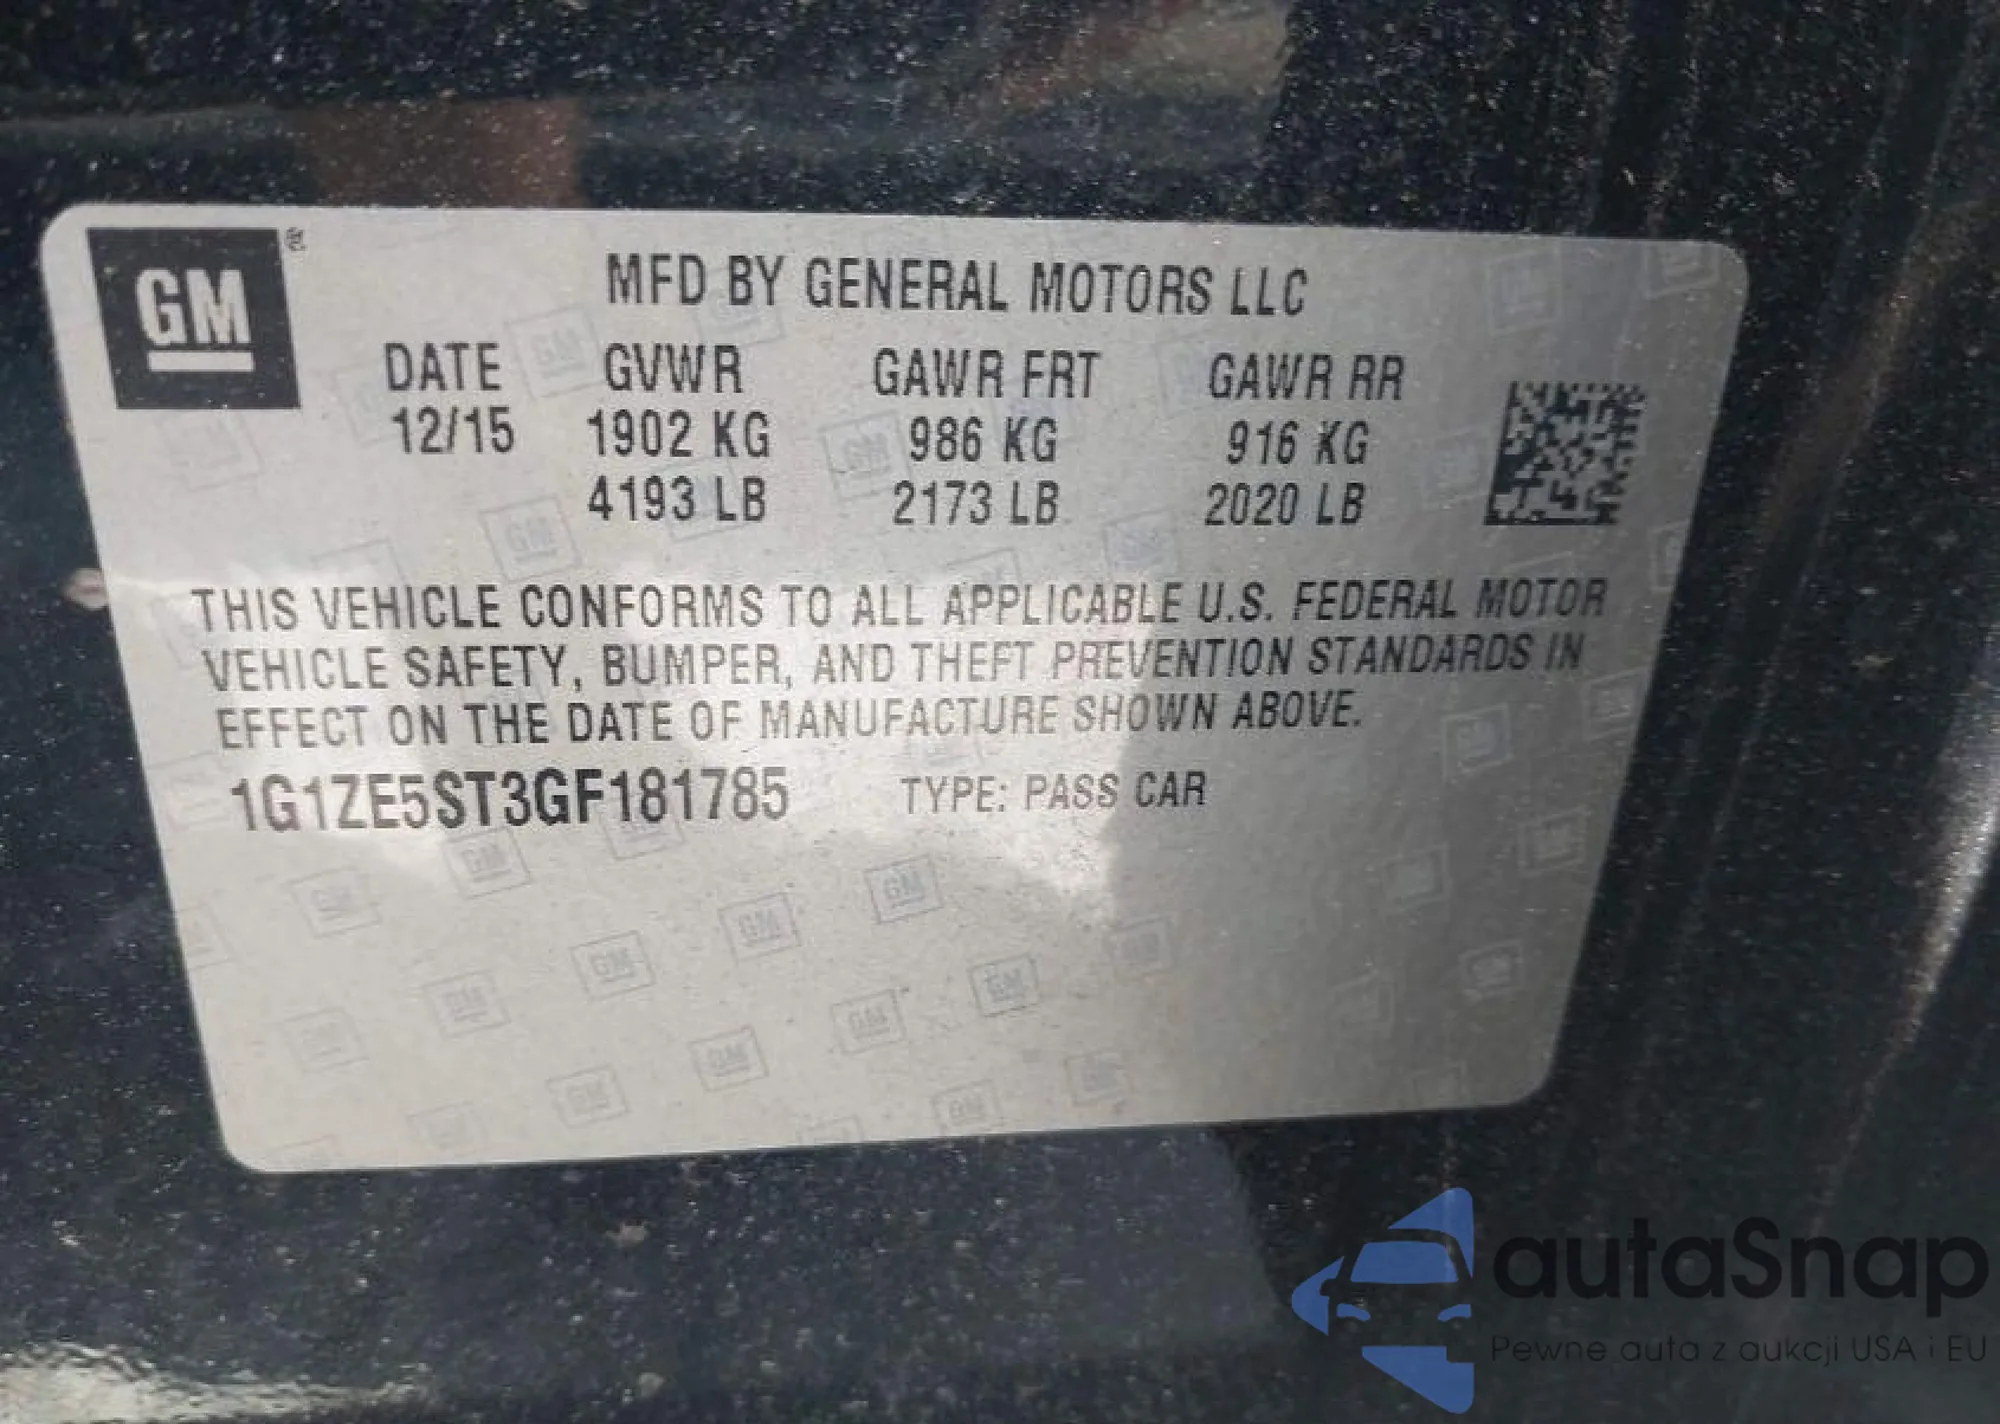 GM ®
MFD BY GENERAL MOTORS LLC
DATE GVWR GAWR FRT GAWR RR
12/15 1902 KG 986 KG 916 KG
4193 LB 2173 LB 2020 LB
THIS VEHICLE CONFORMS TO ALL APPLICABLE U.S. FEDERAL MOTOR
VEHICLE SAFETY, BUMPER, AND THEFT PREVENTION STANDARDS IN
EFFECT ON THE DATE OF MANUFACTURE SHOWN ABOVE.
1G1ZE5ST3GF181785 TYPE: PASS CAR
autaSnap
Pewne auta z aukcji USA i EU